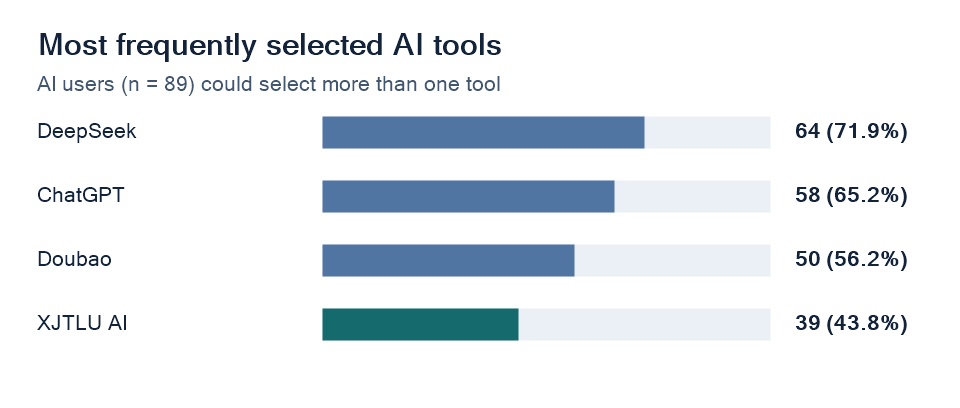 Most frequently selected AI tools
AI users (n = 89) could select more than one tool
DeepSeek 64 (71.9%)
ChatGPT 58 (65.2%)
Doubao 50 (56.2%)
XJTLU AI 39 (43.8%)